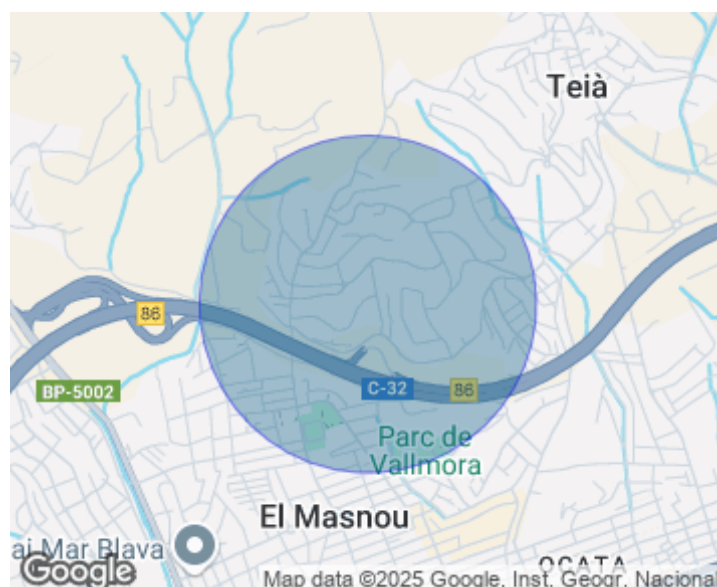 Teià
86
BP-5002
C-32
86
Parc de
Vallmora
El Masnou
ai Mar Blava
OCATA
Google
Map data ©2025 Google, Inst. Geogr. Nacional